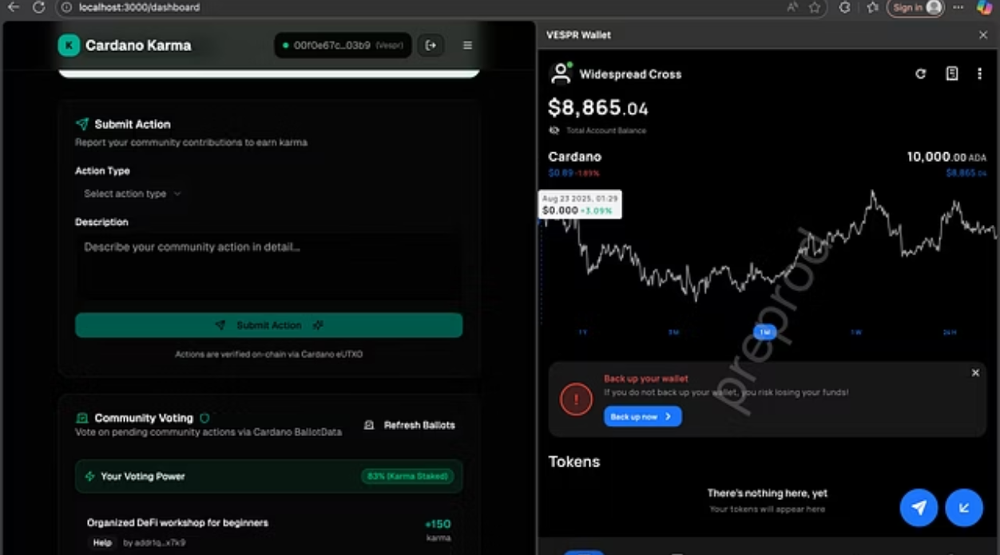 localhost:3000/dashboard
Sign in
K Cardano Karma
00f0e67c...03b9 (Vespr)
Submit Action
Report your community contributions to earn karma
Action Type
Select action type
Description
Describe your community action in detail...
Submit Action
Actions are verified on-chain via Cardano eUTXO
Community Voting
Vote on pending community actions via Cardano BallotData
Refresh Ballots
Your Voting Power
83% (Karma Staked)
Organized DeFi workshop for beginners
+150
karma
Help by addr1q...x7k9
VESPR Wallet
Widespread Cross
$8,865.04
Total Account Balance
Cardano
10,000.00 ADA
$0.89 -1.89%
$8,865.04
Aug 23 2025, 01:29
$0.000 +3.09%
1Y
3M
1M
1W
24H
preprod
Back up your wallet
If you do not back up your wallet, you risk losing your funds!
Back up now
Tokens
There's nothing here, yet
Your tokens will appear here